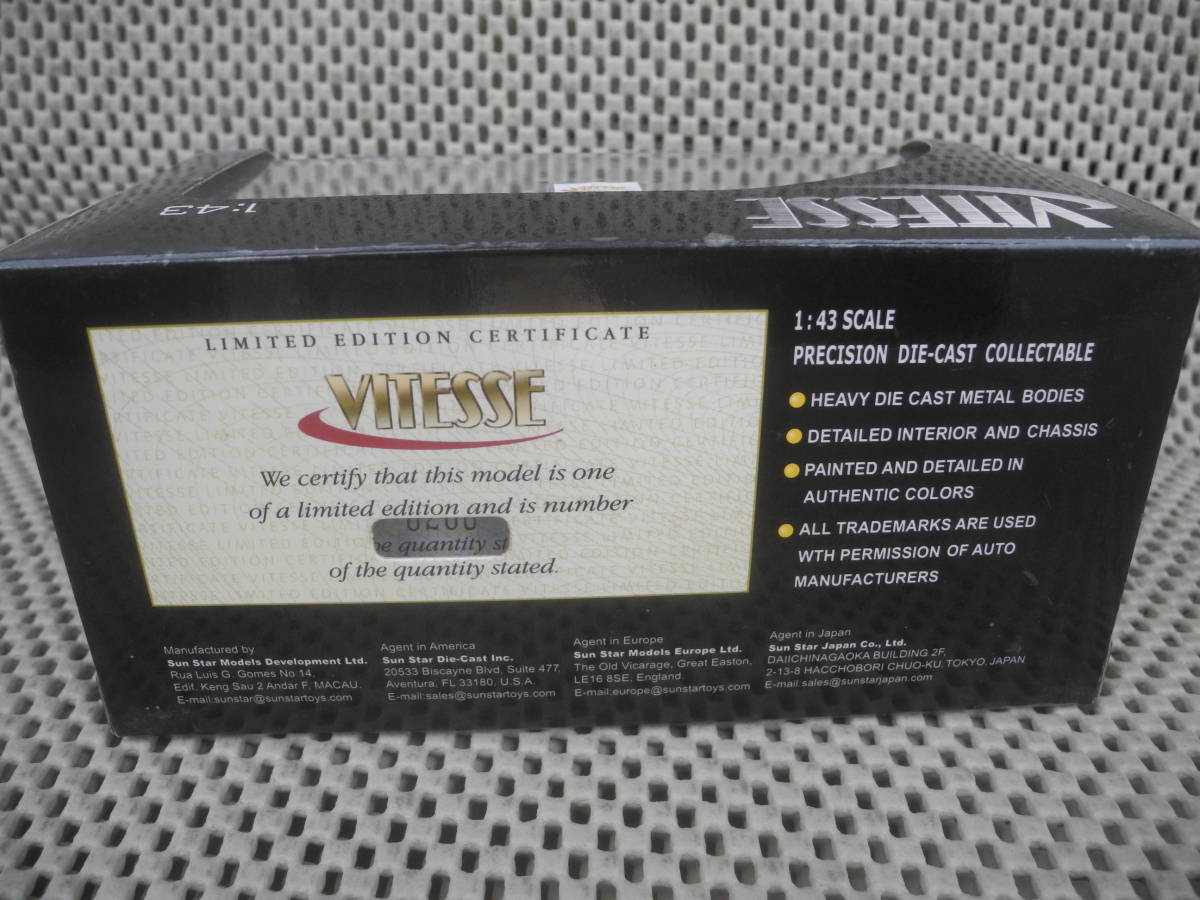 1:43
VITESSE
LIMITED EDITION CERTIFICATE
VITESSE
We certify that this model is one
of a limited edition and is number
of the quantity stated.
1:43 SCALE
PRECISION DIE-CAST COLLECTABLE
HEAVY DIE CAST METAL BODIES
DETAILED INTERIOR AND CHASSIS
PAINTED AND DETAILED IN
AUTHENTIC COLORS
ALL TRADEMARKS ARE USED
WTH PERMISSION OF AUTO
MANUFACTURERS
Manufactured by
Sun Star Models Development Ltd.
Rua Luis G. Gomes No 14,
Edif. Keng Sau 2 Andar F, MACAU.
E-mail:sunstar@sunstartoys.com
Agent in America
Sun Star Die-Cast Inc.
20533 Biscayne Blvd, Suite 477,
Aventura, FL 33180. U.S.A.
E-mail:sales@sunstartoys.com
Agent in Europe
Sun Star Models Europe Ltd.
The Old Vicarage, Great Easton,
LE16 8SE, England.
E-mail:europe@sunstartoys.com
Agent in Japan
Sun Star Japan Co., Ltd.
DAIICHINAGAOKA BUILDING 2F,
2-13-8 HACCHOBORI CHUO-KU, TOKYO, JAPAN
E-mail:sales@sunstarjapan.com